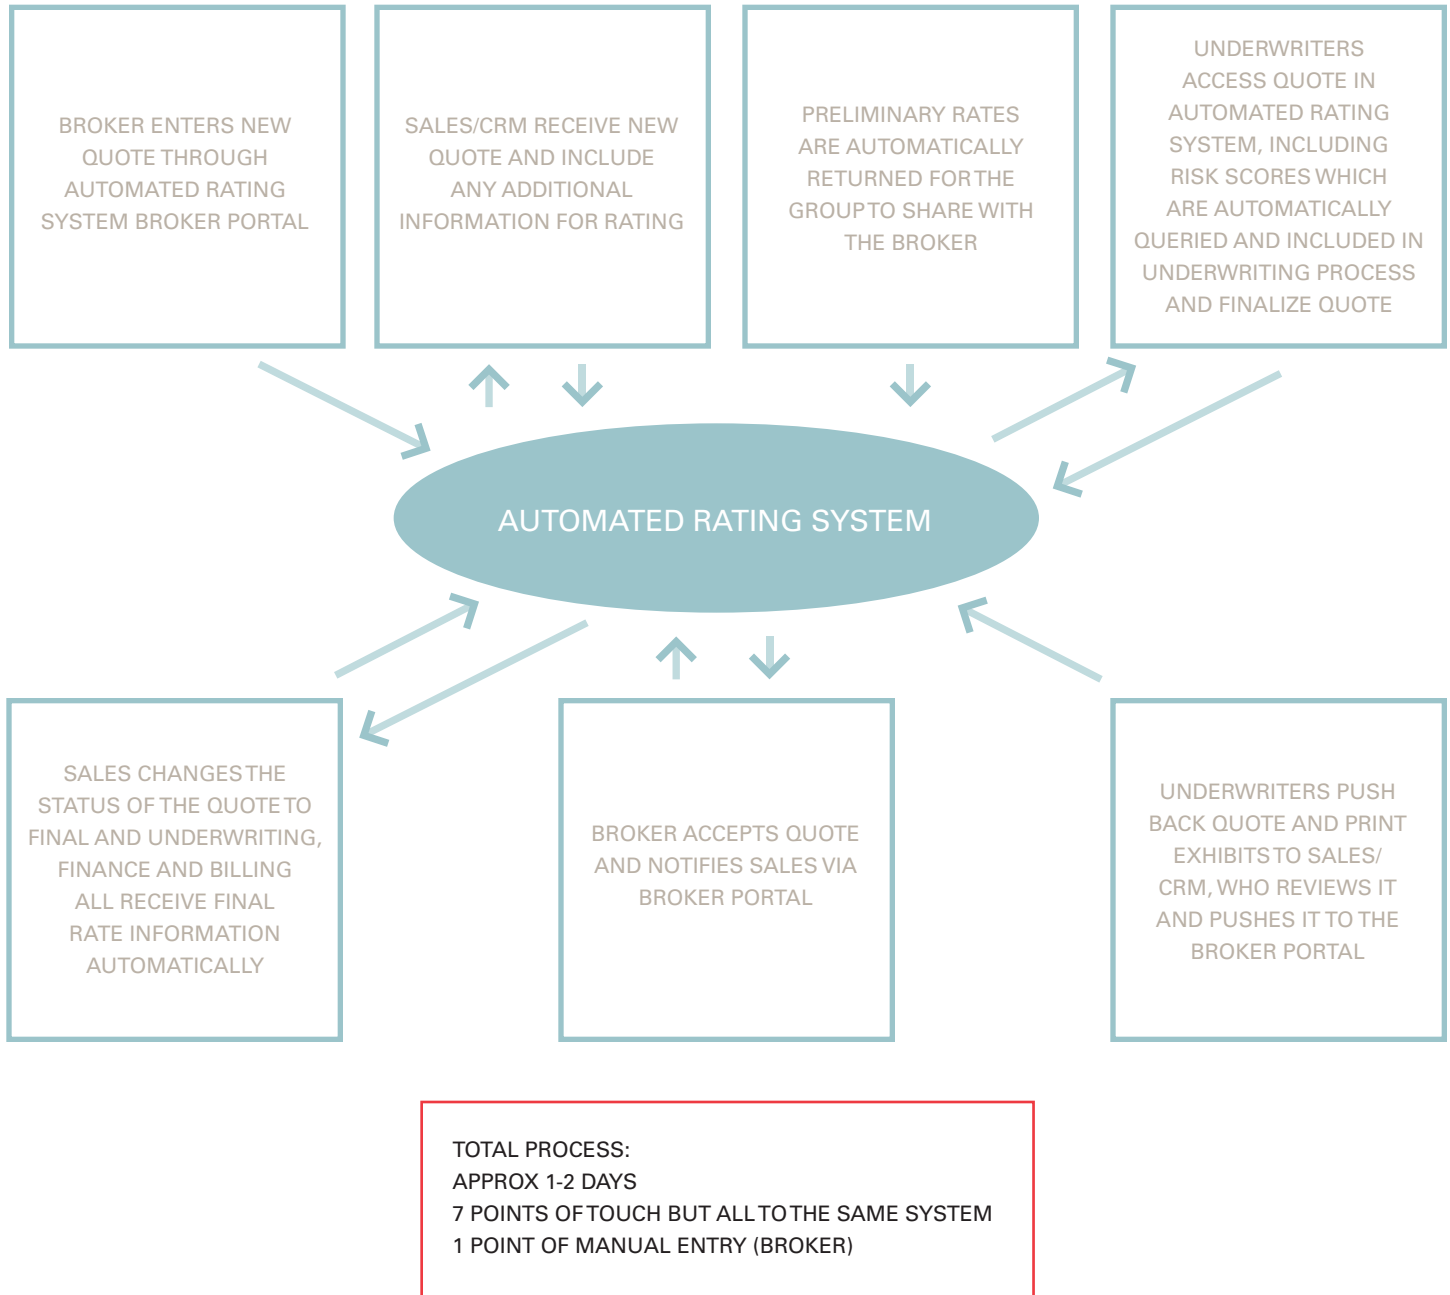 BROKER ENTERS NEW
QUOTE THROUGH
AUTOMATED RATING
SYSTEM BROKER PORTAL
SALES/CRM RECEIVE NEW
QUOTE AND INCLUDE
ANY ADDITIONAL
INFORMATION FOR RATING
PRELIMINARY RATES
ARE AUTOMATICALLY
RETURNED FOR THE
GROUP TO SHARE WITH
THE BROKER
UNDERWRITERS
ACCESS QUOTE IN
AUTOMATED RATING
SYSTEM, INCLUDING
RISK SCORES WHICH
ARE AUTOMATICALLY
QUERIED AND INCLUDED IN
UNDERWRITING PROCESS
AND FINALIZE QUOTE
AUTOMATED RATING SYSTEM
SALES CHANGES THE
STATUS OF THE QUOTE TO
FINAL AND UNDERWRITING,
FINANCE AND BILLING
ALL RECEIVE FINAL
RATE INFORMATION
AUTOMATICALLY
BROKER ACCEPTS QUOTE
AND NOTIFIES SALES VIA
BROKER PORTAL
UNDERWRITERS PUSH
BACK QUOTE AND PRINT
EXHIBITS TO SALES/
CRM, WHO REVIEWS IT
AND PUSHES IT TO THE
BROKER PORTAL
TOTAL PROCESS:
APPROX 1-2 DAYS
7 POINTS OF TOUCH BUT ALL TO THE SAME SYSTEM
1 POINT OF MANUAL ENTRY (BROKER)